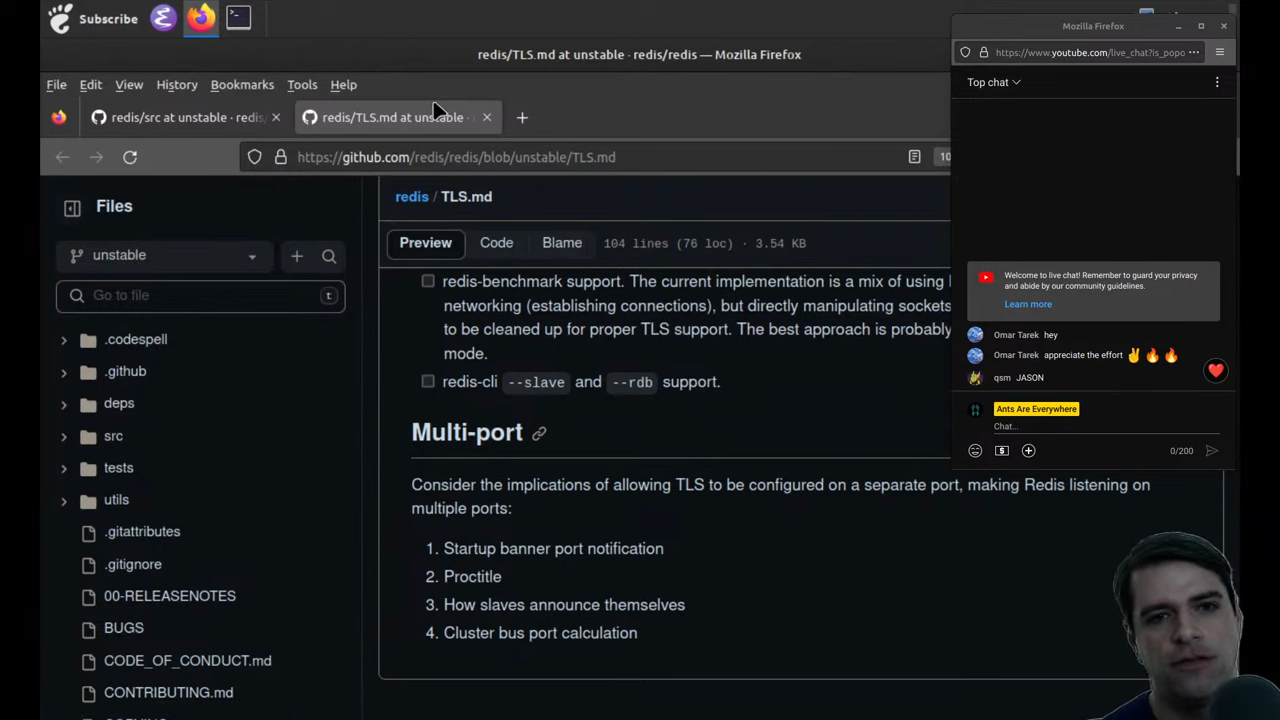 Subscribe
redis/TLS.md at unstable · redis/redis — Mozilla Firefox
File Edit View History Bookmarks Tools Help
redis/src at unstable · redis/
redis/TLS.md at unstable ·
https://github.com/redis/redis/blob/unstable/TLS.md
10
Files
unstable
Go to file
t
.codespell
.github
deps
src
tests
utils
.gitattributes
.gitignore
00-RELEASENOTES
BUGS
CODE_OF_CONDUCT.md
CONTRIBUTING.md
redis / TLS.md
Preview Code Blame 104 lines (76 loc) · 3.54 KB
redis-benchmark support. The current implementation is a mix of using
networking (establishing connections), but directly manipulating sockets
to be cleaned up for proper TLS support. The best approach is probably
mode.
redis-cli --slave and --rdb support.
Multi-port
Consider the implications of allowing TLS to be configured on a separate port, making Redis listening on
multiple ports:
1. Startup banner port notification
2. Proctitle
3. How slaves announce themselves
4. Cluster bus port calculation
Mozilla Firefox
https://www.youtube.com/live_chat?is_popo
Top chat
Welcome to live chat! Remember to guard your privacy
and abide by our community guidelines.
Learn more
Omar Tarek hey
Omar Tarek appreciate the effort ✌🔥🔥
qsm JASON
Ants Are Everywhere
Chat...
0/200